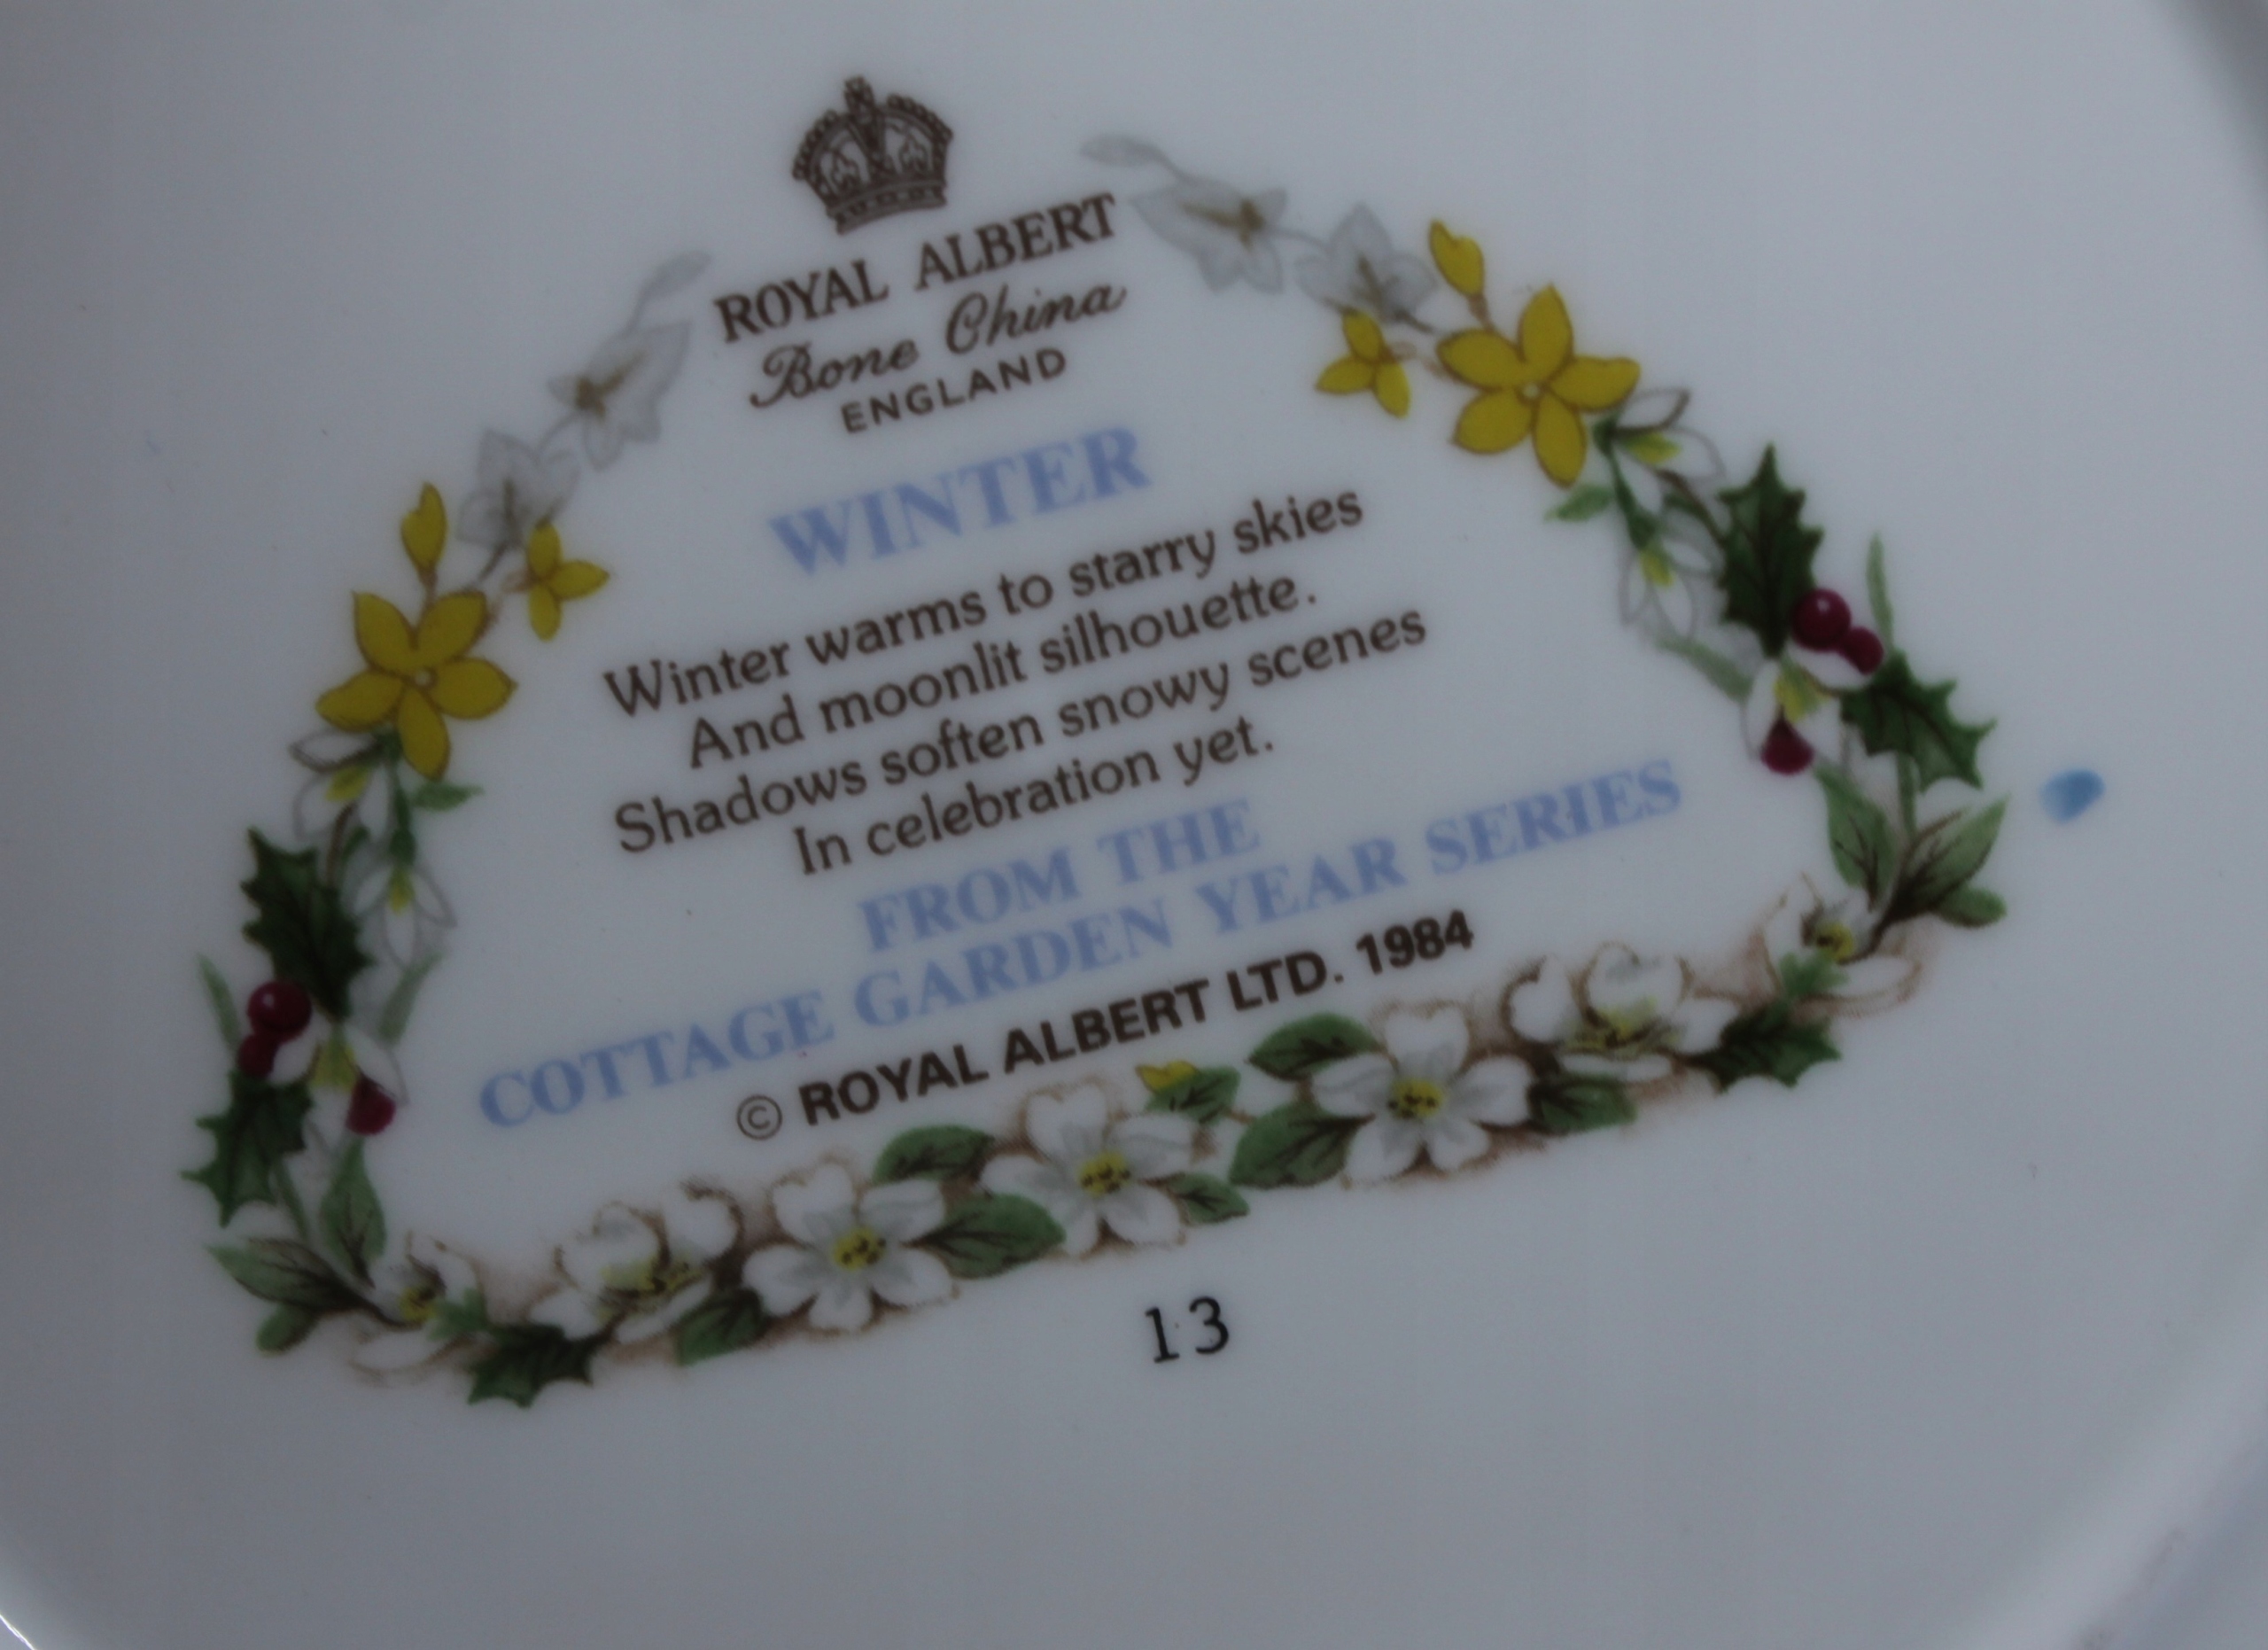 ROYAL ALBERT
Bone China
ENGLAND
WINTER
Winter warms to starry skies
And moonlit silhouette.
Shadows soften snowy scenes
In celebration yet.
FROM THE
COTTAGE GARDEN YEAR SERIES
© ROYAL ALBERT LTD. 1984
13